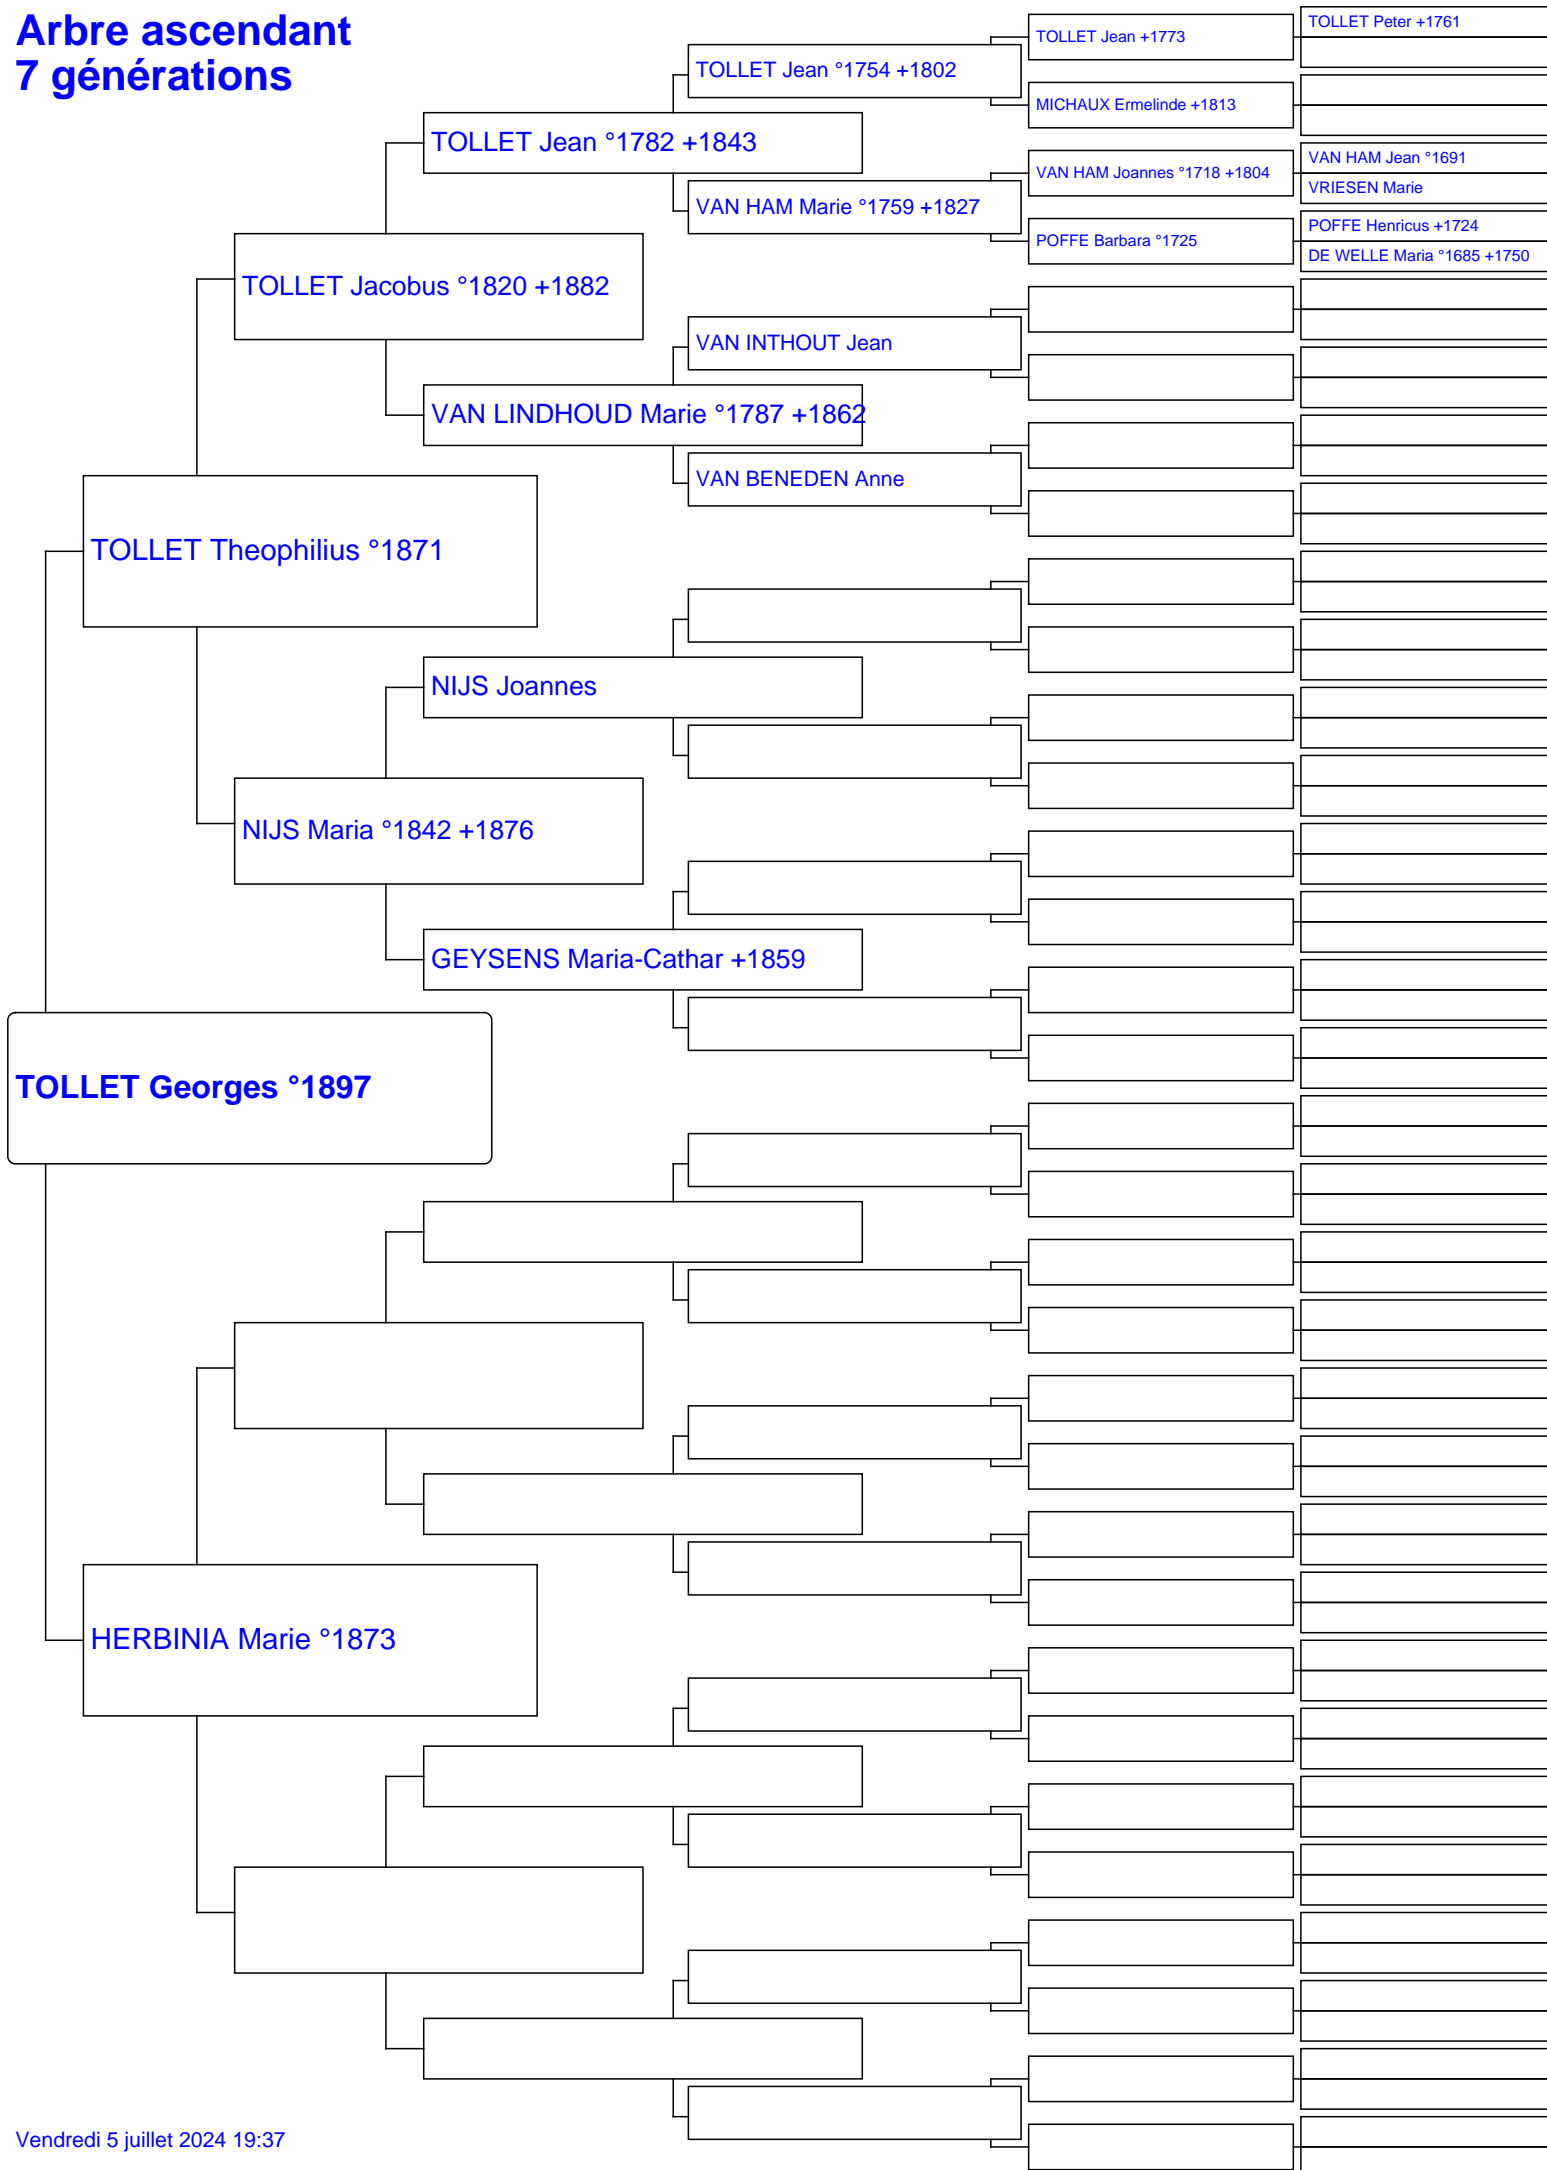 Arbre ascendant
7 générations
TOLLET Peter +1761
TOLLET Jean +1773
TOLLET Jean °1754 +1802
MICHAUX Ermelinde +1813
TOLLET Jean °1782 +1843
VAN HAM Jean °1691
VAN HAM Joannes °1718 +1804
VRIESEN Marie
VAN HAM Marie °1759 +1827
POFFE Henricus +1724
POFFE Barbara °1725
DE WELLE Maria °1685 +1750
TOLLET Jacobus °1820 +1882
VAN INTHOUT Jean
VAN LINDHOUD Marie °1787 +1862
VAN BENEDEN Anne
TOLLET Theophilius °1871
NIJS Joannes
NIJS Maria °1842 +1876
GEYSENS Maria-Cathar +1859
TOLLET Georges °1897
HERBINIA Marie °1873
Vendredi 5 juillet 2024 19:37